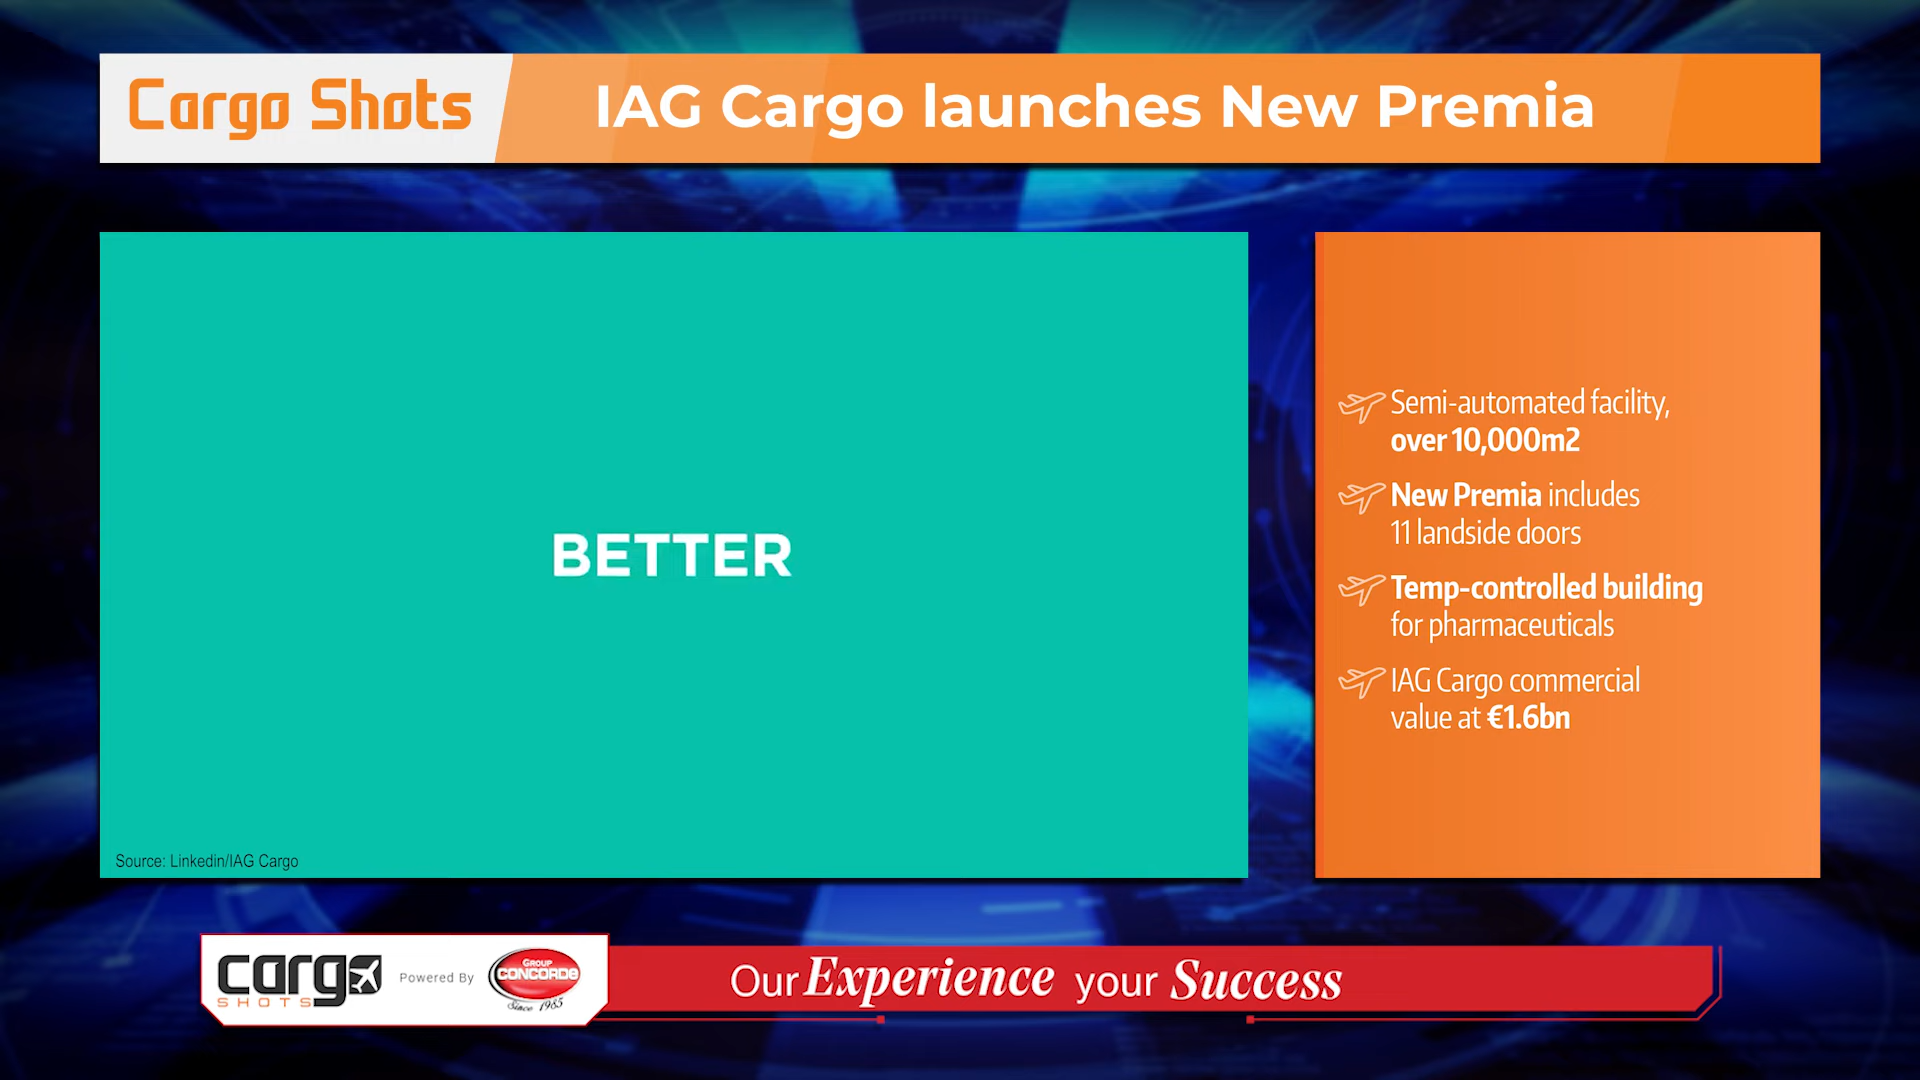 Cargo Shots
IAG Cargo launches New Premia
BETTER
Source: Linkedin/IAG Cargo
Semi-automated facility,
over 10,000m2
New Premia includes
11 landside doors
Temp-controlled building
for pharmaceuticals
IAG Cargo commercial
value at €1.6bn
cargo
SHOTS
Powered By
GROUP
CONCORDE
Since 1985
Our Experience your Success